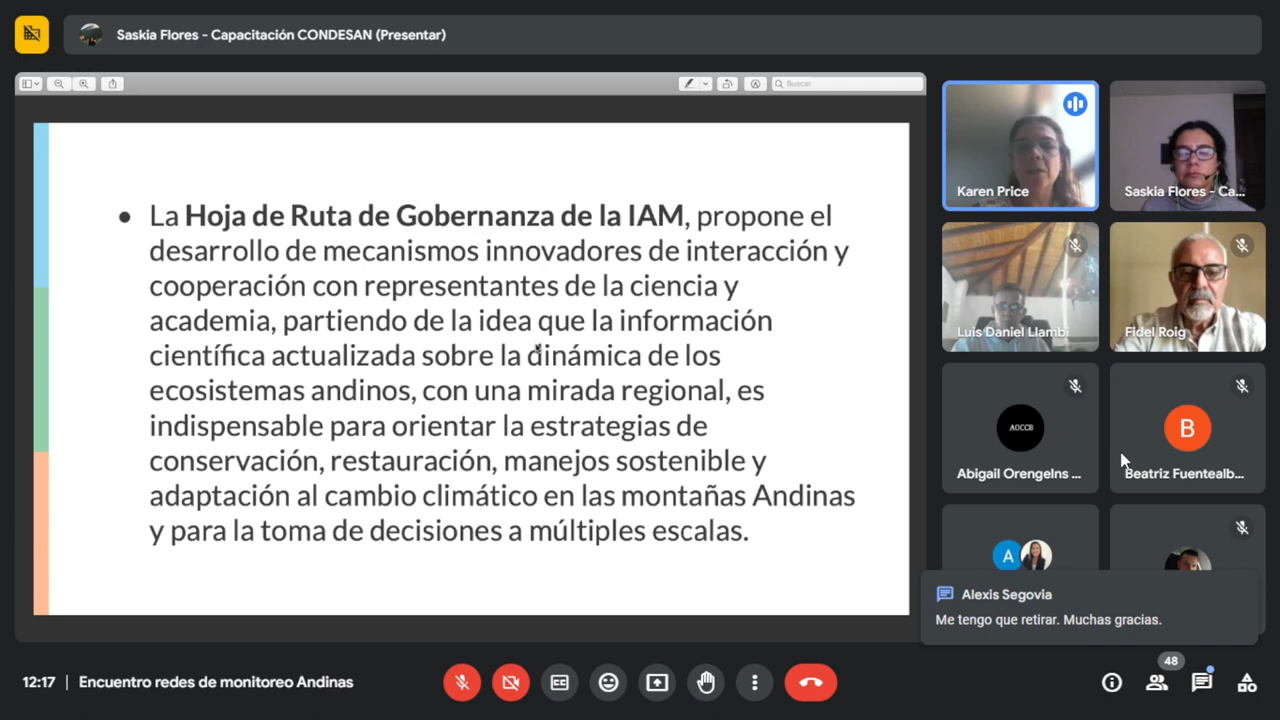 Saskia Flores - Capacitación CONDESAN (Presentar)
Buscar
La Hoja de Ruta de Gobernanza de la IAM, propone el
desarrollo de mecanismos innovadores de interacción y
cooperación con representantes de la ciencia y
academia, partiendo de la idea que la información
científica actualizada sobre la dinámica de los
ecosistemas andinos, con una mirada regional, es
indispensable para orientar la estrategias de
conservación, restauración, manejos sostenible y
adaptación al cambio climático en las montañas Andinas
y para la toma de decisiones a múltiples escalas.
Karen Price
Saskia Flores - Ca...
Luis Daniel Llambi
Fidel Roig
AOCCB
Abigail OrengeIns ...
B
Beatriz Fuentealb...
A
Alexis Segovia
Me tengo que retirar. Muchas gracias.
12:17 | Encuentro redes de monitoreo Andinas
48